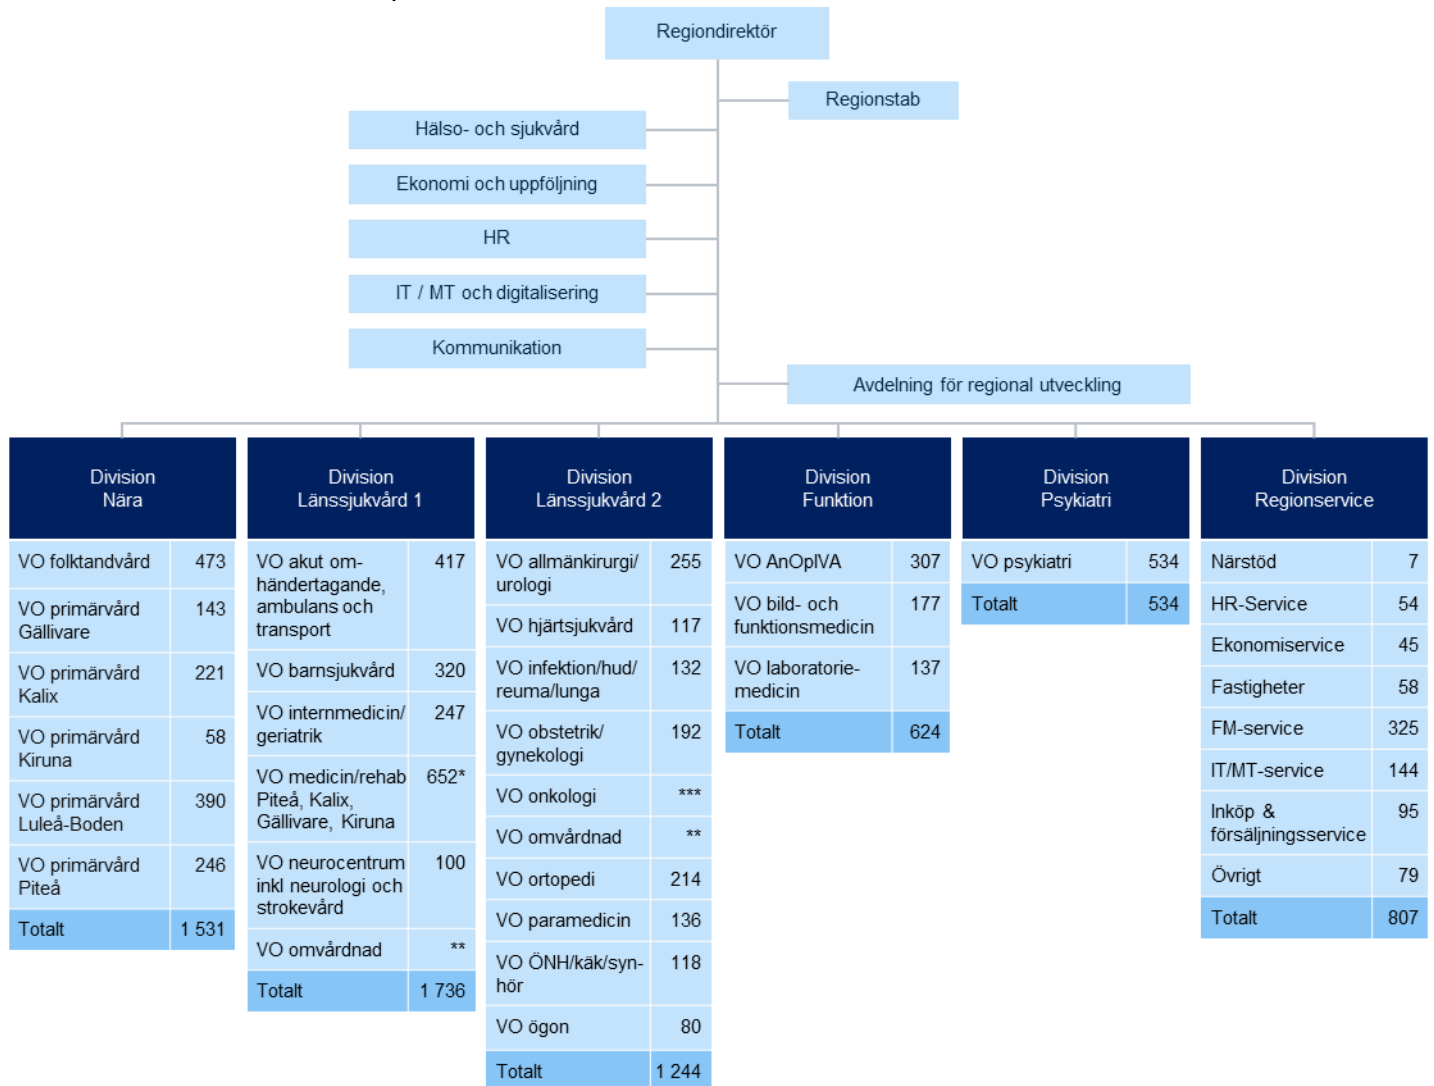 Regiondirektör
Regionstab
Hälso- och sjukvård
Ekonomi och uppföljning
HR
IT / MT och digitalisering
Kommunikation
Avdelning för regional utveckling
Division
Nära
VO folktandvård 473
VO primärvård 143
Gällivare
VO primärvård 221
Kalix
VO primärvård 58
Kiruna
VO primärvård 390
Luleå-Boden
VO primärvård 246
Piteå
Totalt 1 531
Division
Länssjukvård 1
VO akut om- 417
händertagande,
ambulans och
transport
VO barnsjukvård 320
VO internmedicin/ 247
geriatrik
VO medicin/rehab 652*
Piteå, Kalix,
Gällivare, Kiruna
VO neurocentrum 100
inkl neurologi och
strokevård
VO omvårdnad **
Totalt 1 736
Division
Länssjukvård 2
VO allmänkirurgi/ 255
urologi
VO hjärtsjukvård 117
VO infektion/hud/ 132
reuma/lunga
VO obstetrik/ 192
gynekologi
VO onkologi ***
VO omvårdnad **
VO ortopedi 214
VO paramedicin 136
VO ÖNH/käk/syn- 118
hör
VO ögon 80
Totalt 1 244
Division
Funktion
VO AnOpIVA 307
VO bild- och 177
funktionsmedicin
VO laboratorie- 137
medicin
Totalt 624
Division
Psykiatri
VO psykiatri 534
Totalt 534
Division
Regionservice
Närstöd 7
HR-Service 54
Ekonomiservice 45
Fastigheter 58
FM-service 325
IT/MT-service 144
Inköp & 95
försäljningsservice
Övrigt 79
Totalt 807